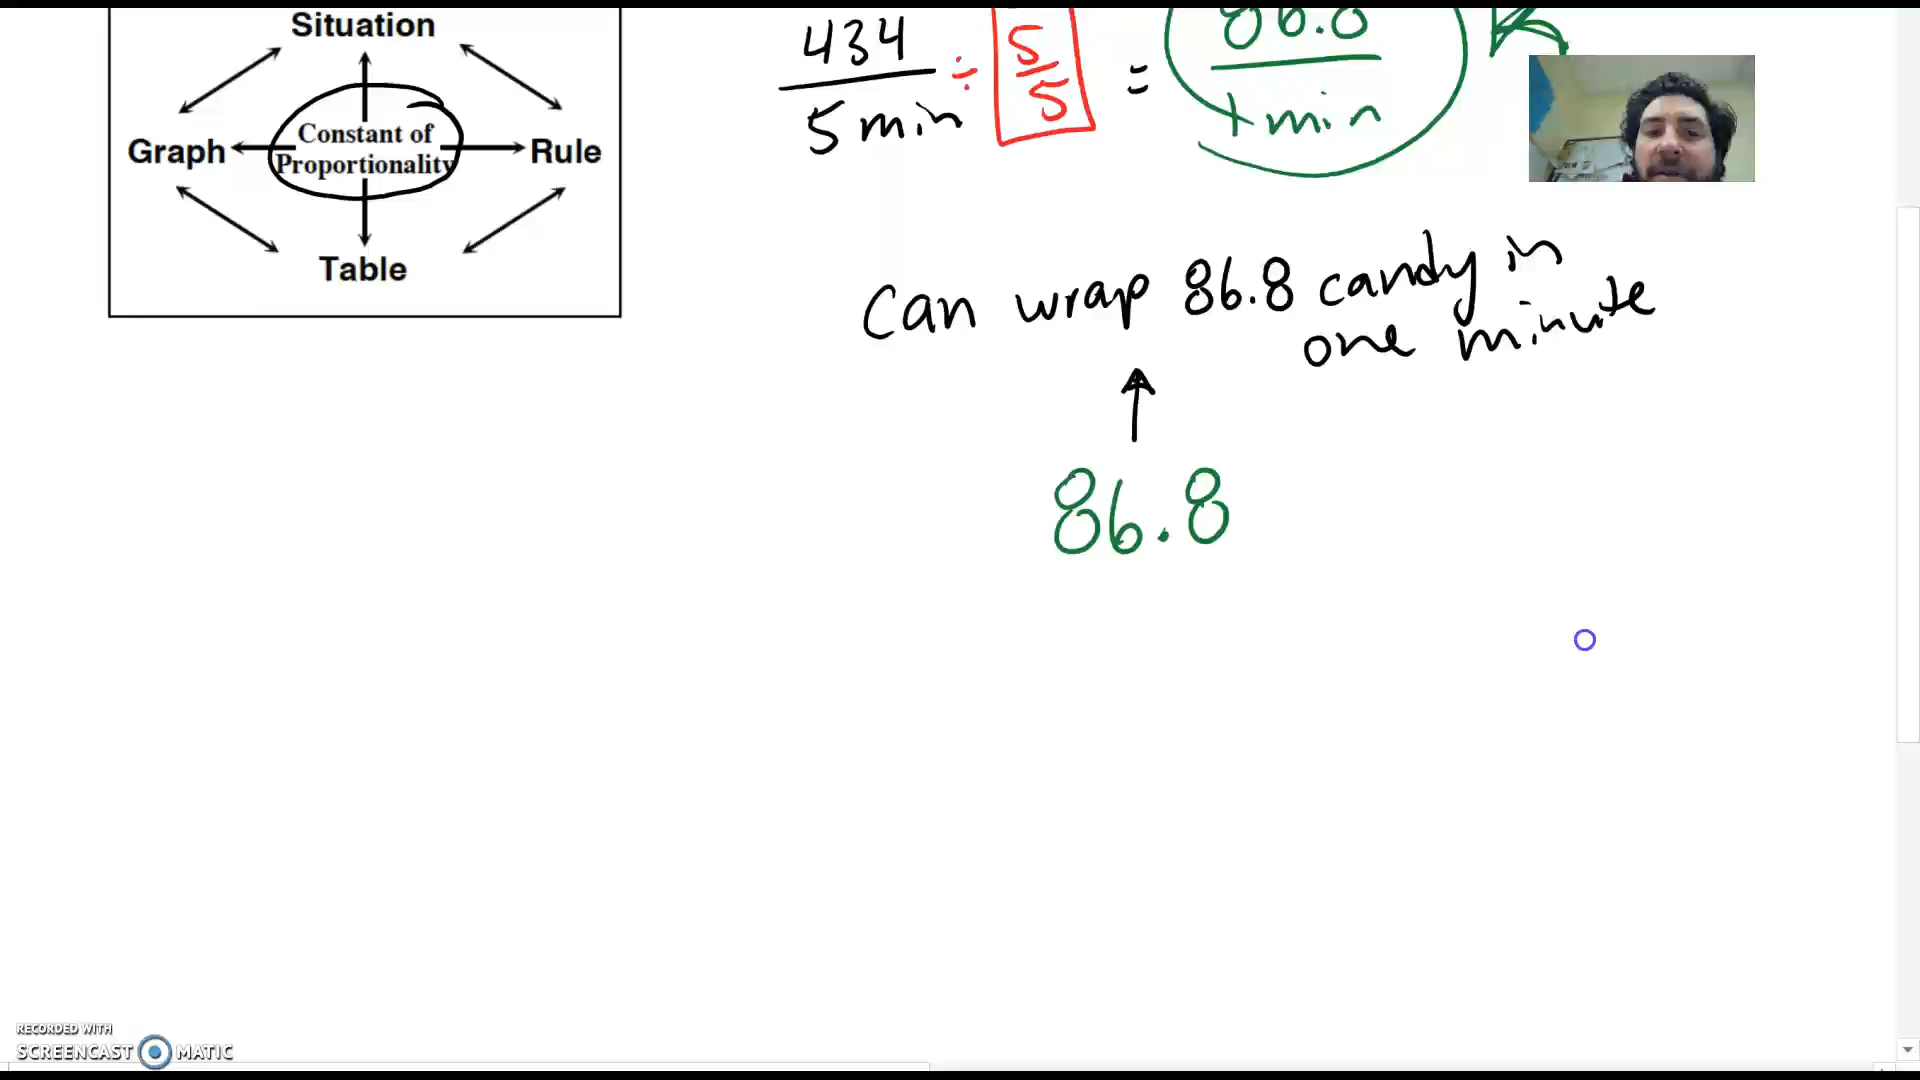 Situation
Graph
Constant of
Proportionality
Rule
Table
434
5 min
÷
5
5
=
86.8
1 min
Can wrap 86.8 candy in
one minute
86.8
RECORDED WITH
SCREENCAST MATIC